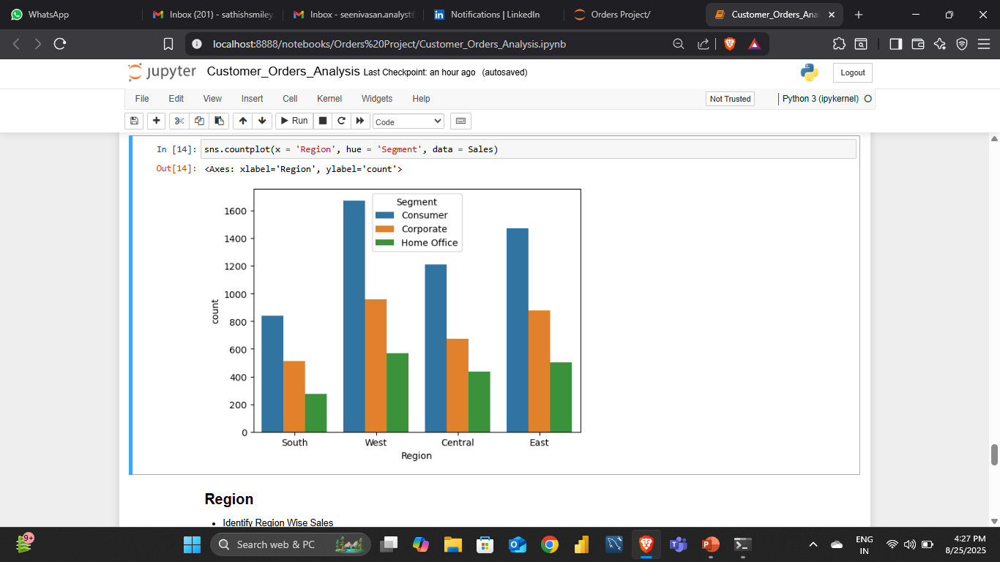 WhatsApp
Inbox (201) - sathishsmiley
Inbox - seenivasan.analyst
Notifications | LinkedIn
Orders Project/
Customer_Orders_Ana
localhost:8888/notebooks/Orders%20Project/Customer_Orders_Analysis.ipynb
jupyter Customer_Orders_Analysis Last Checkpoint: an hour ago (autosaved)
Logout
File Edit View Insert Cell Kernel Widgets Help
Not Trusted
Python 3 (ipykernel)
Run
Code
In [14]: sns.countplot(x = 'Region', hue = 'Segment', data = Sales)
Out[14]: <Axes: xlabel='Region', ylabel='count'>
Segment
Consumer
Corporate
Home Office
1600
1400
1200
1000
800
600
400
200
0
count
South West Central East
Region
Region
• Identify Region Wise Sales
9+
Search web & PC
ENG
IN
4:27 PM
8/25/2025